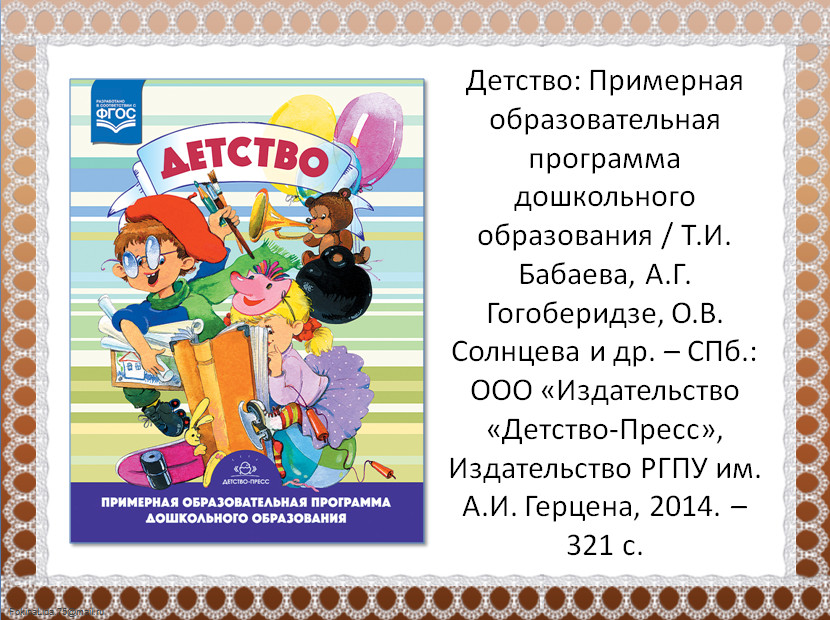 РАЗРАБОТАНО
В СООТВЕТСТВИИ С
ФГОС
ДЕТСТВО
ДЕТСТВО-ПРЕСС
ПРИМЕРНАЯ ОБРАЗОВАТЕЛЬНАЯ ПРОГРАММА
ДОШКОЛЬНОГО ОБРАЗОВАНИЯ
Детство: Примерная
образовательная
программа
дошкольного
образования / Т.И.
Бабаева, А.Г.
Гогоберидзе, О.В.
Солнцева и др. – СПб.:
ООО «Издательство
«Детство-Пресс»,
Издательство РГПУ им.
А.И. Герцена, 2014. –
321 с.